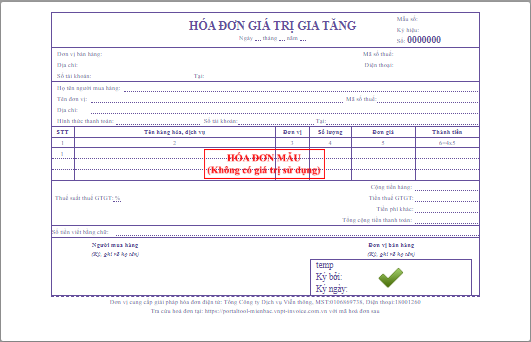 HÓA ĐƠN GIÁ TRỊ GIA TĂNG
Ngày tháng năm
Mẫu số:
Ký hiệu:
Số: 0000000
Đơn vị bán hàng:
Mã số thuế:
Địa chỉ:
Điện thoại:
Số tài khoản:
Tại:
Họ tên người mua hàng:
Tên đơn vị:
Mã số thuế:
Địa chỉ:
Hình thức thanh toán:
Số tài khoản:
Tại:
STT Tên hàng hóa, dịch vụ Đơn vị Số lượng Đơn giá Thành tiền
1 2 3 4 5 6=4x5
1
HÓA ĐƠN MẪU
(Không có giá trị sử dụng)
Cộng tiền hàng:
Thuế suất thuế GTGT: %
Tiền thuế GTGT:
Tiền phí khác:
Tổng cộng tiền thanh toán:
Số tiền viết bằng chữ:
Người mua hàng
Đơn vị bán hàng
(Ký, ghi rõ họ tên)
(Ký, ghi rõ họ tên)
temp
Ký bởi:
Ký ngày:
Đơn vị cung cấp giải pháp hóa đơn điện tử: Tổng Công ty Dịch vụ Viễn thông, MST:0106869738, Điện thoại:18001260
Tra cứu hoá đơn tại: https://portaltool-mienbac.vnpt-invoice.com.vn với mã hoá đơn sau